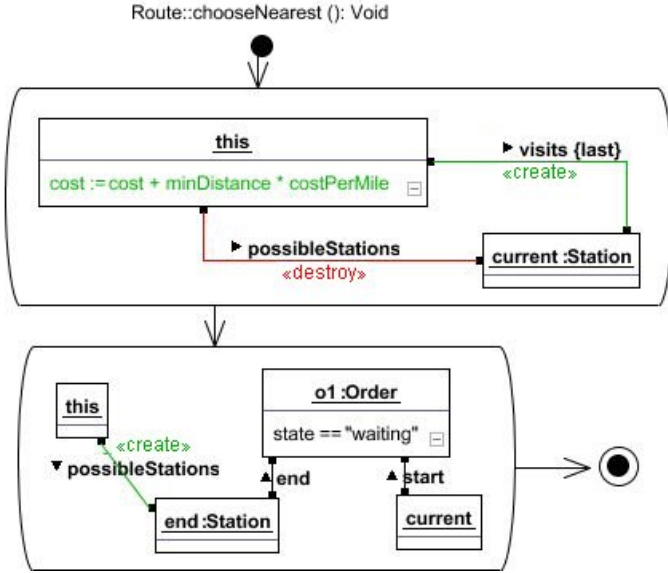 Route::chooseNearest (): Void
this
cost := cost + minDistance * costPerMile
visits {last}
«create»
possibleStations
«destroy»
current :Station
this
«create»
possibleStations
o1 :Order
state == "waiting"
end
start
end :Station
current